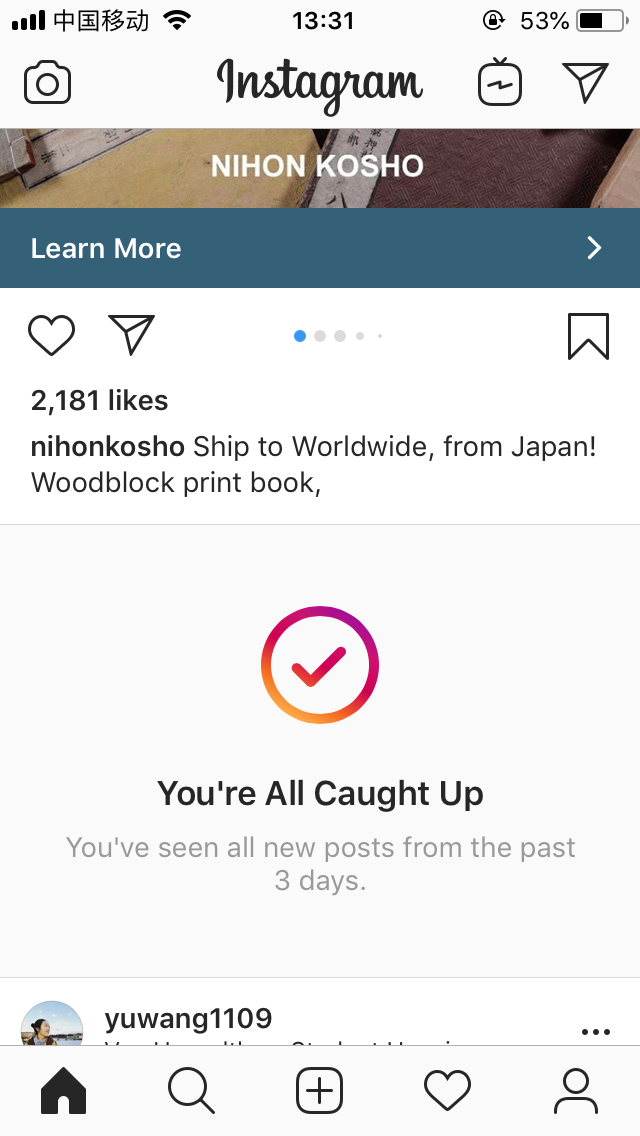 中国移动 13:31 53%
Instagram
NIHON KOSHO
Learn More
2,181 likes
nihonkosho Ship to Worldwide, from Japan!
Woodblock print book,
You're All Caught Up
You've seen all new posts from the past
3 days.
yuwang1109